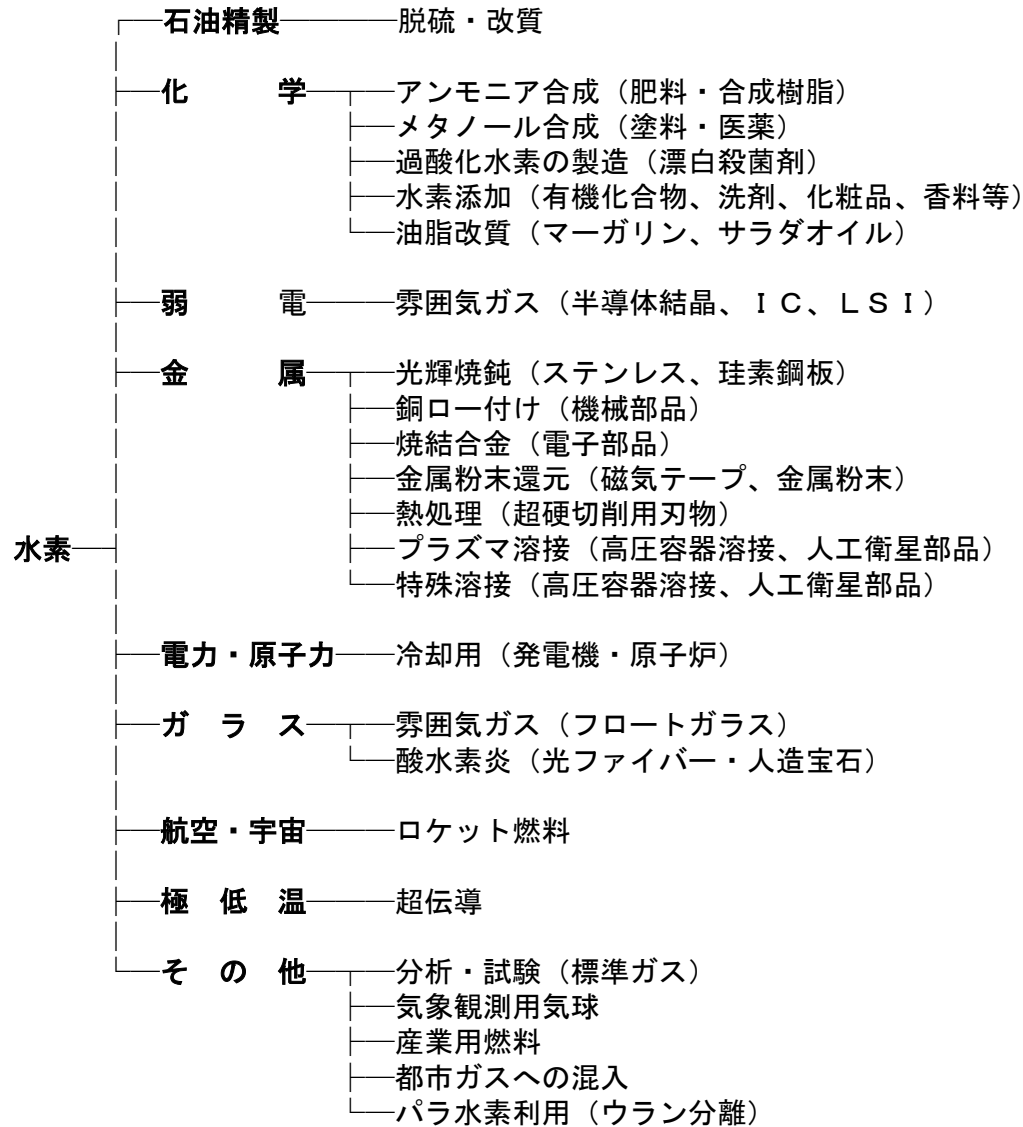 石油精製 脱硫・改質
化学 アンモニア合成（肥料・合成樹脂）
メタノール合成（塗料・医薬）
過酸化水素の製造（漂白殺菌剤）
水素添加（有機化合物、洗剤、化粧品、香料等）
油脂改質（マーガリン、サラダオイル）
弱電 雰囲気ガス（半導体結晶、ＩＣ、ＬＳＩ）
金属 光輝焼鈍（ステンレス、珪素鋼板）
銅ロー付け（機械部品）
焼結合金（電子部品）
金属粉末還元（磁気テープ、金属粉末）
熱処理（超硬切削用刃物）
水素 プラズマ溶接（高圧容器溶接、人工衛星部品）
特殊溶接（高圧容器溶接、人工衛星部品）
電力・原子力 冷却用（発電機・原子炉）
ガラス 雰囲気ガス（フロートガラス）
酸水素炎（光ファイバー・人造宝石）
航空・宇宙 ロケット燃料
極低温 超伝導
その他 分析・試験（標準ガス）
気象観測用気球
産業用燃料
都市ガスへの混入
パラ水素利用（ウラン分離）